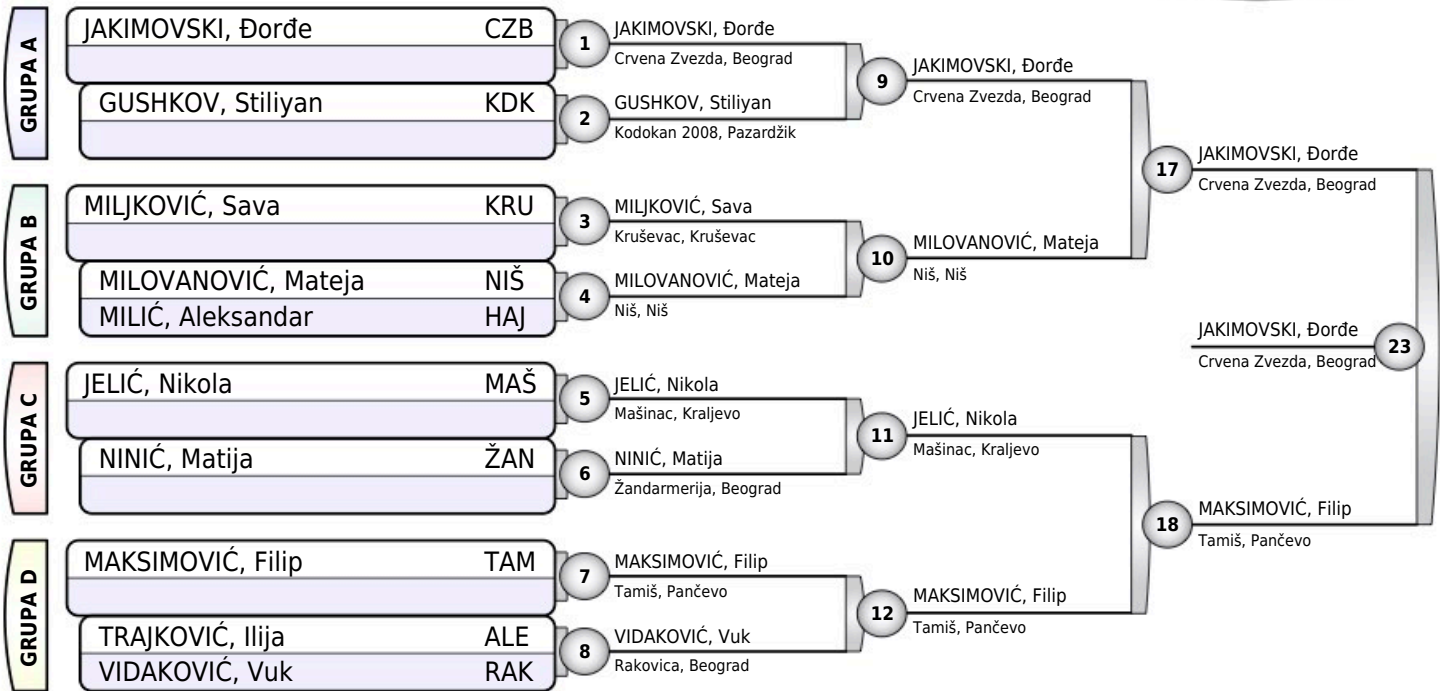 GRUPA A
JAKIMOVSKI, Đorđe CZB
GUSHKOV, Stiliyan KDK
1
JAKIMOVSKI, Đorđe
Crvena Zvezda, Beograd
2
GUSHKOV, Stiliyan
Kodokan 2008, Pazardžik
9
JAKIMOVSKI, Đorđe
Crvena Zvezda, Beograd
GRUPA B
MILJKOVIĆ, Sava KRU
MILOVANOVIĆ, Mateja NIŠ
MILIĆ, Aleksandar HAJ
3
MILJKOVIĆ, Sava
Kruševac, Kruševac
4
MILOVANOVIĆ, Mateja
Niš, Niš
10
MILOVANOVIĆ, Mateja
Niš, Niš
17
JAKIMOVSKI, Đorđe
Crvena Zvezda, Beograd
GRUPA C
JELIĆ, Nikola MAŠ
NINIĆ, Matija ŽAN
5
JELIĆ, Nikola
Mašinac, Kraljevo
6
NINIĆ, Matija
Žandarmerija, Beograd
11
JELIĆ, Nikola
Mašinac, Kraljevo
GRUPA D
MAKSIMOVIĆ, Filip TAM
TRAJKOVIĆ, Ilija ALE
VIDAKOVIĆ, Vuk RAK
7
MAKSIMOVIĆ, Filip
Tamiš, Pančevo
8
VIDAKOVIĆ, Vuk
Rakovica, Beograd
12
MAKSIMOVIĆ, Filip
Tamiš, Pančevo
18
MAKSIMOVIĆ, Filip
Tamiš, Pančevo
JAKIMOVSKI, Đorđe
Crvena Zvezda, Beograd
23